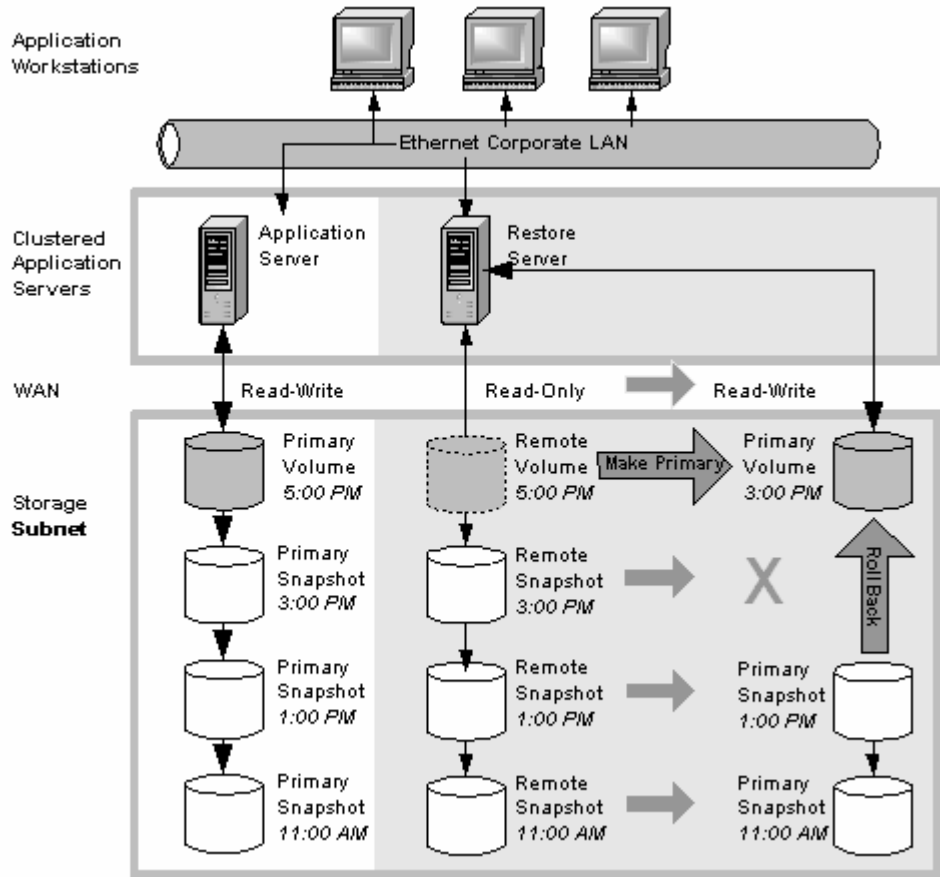 Application
Workstations
Ethernet Corporate LAN
Clustered
Application
Servers
Application
Server
Restore
Server
WAN
Read-Write
Read-Only
Read-Write
Storage
Subnet
Primary
Volume
5:00 PM
Remote
Volume
5:00 PM
Make Primary
Primary
Volume
3:00 PM
Primary
Snapshot
3:00 PM
Remote
Snapshot
3:00 PM
X
Roll Back
Primary
Snapshot
1:00 PM
Remote
Snapshot
1:00 PM
Primary
Snapshot
1:00 PM
Primary
Snapshot
11:00 AM
Remote
Snapshot
11:00 AM
Primary
Snapshot
11:00 AM